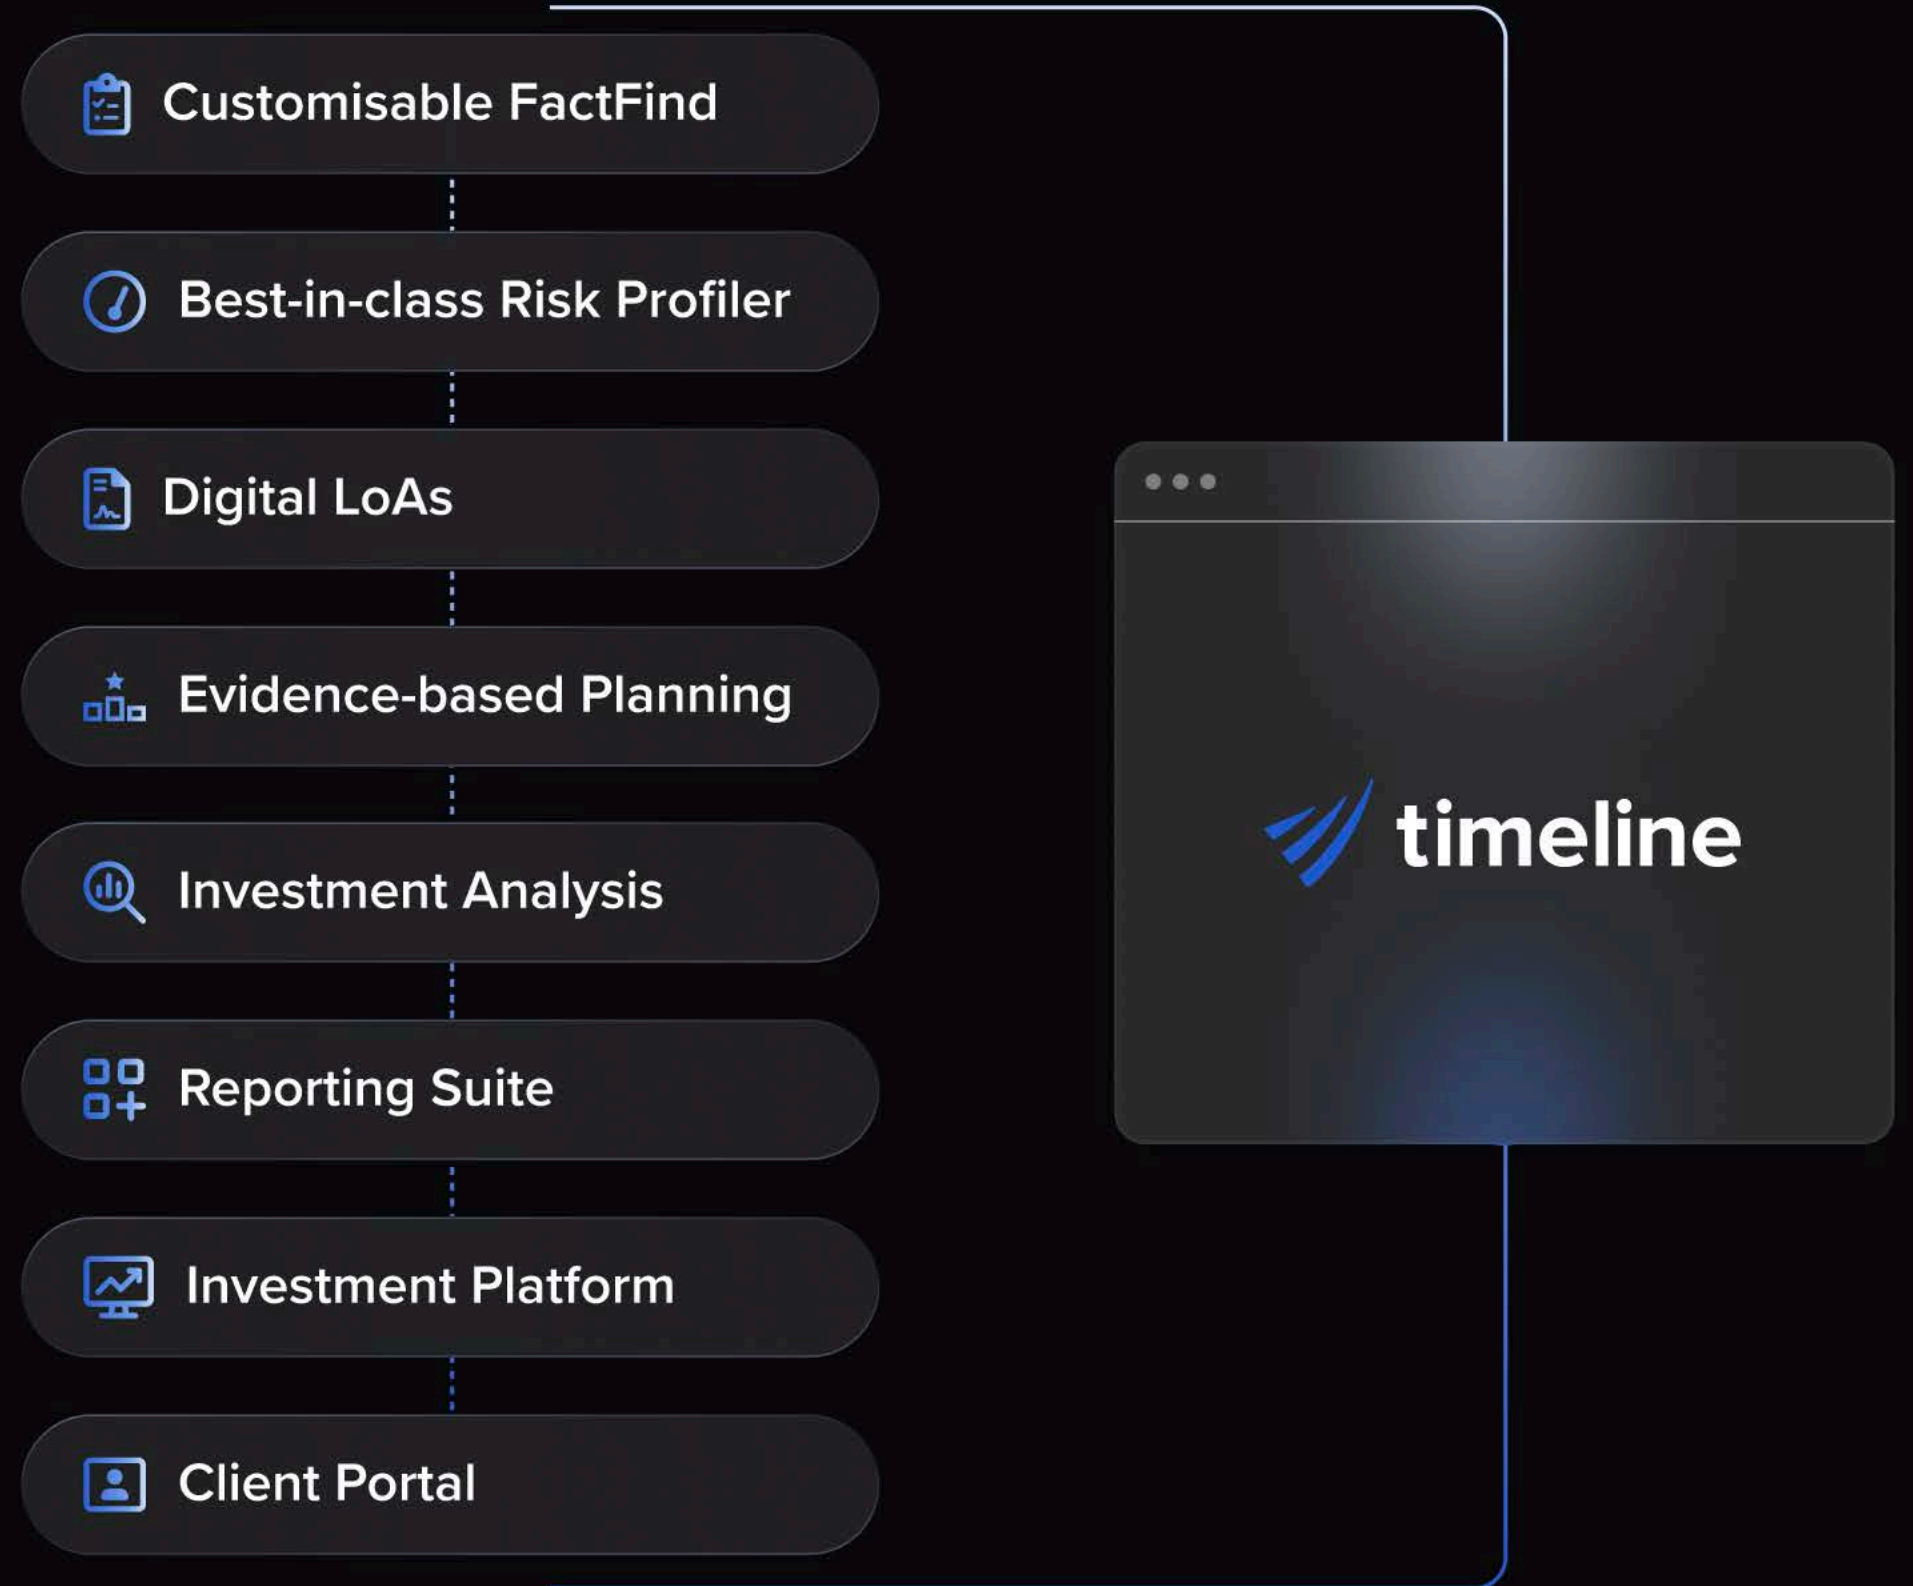 Customisable FactFind
Best-in-class Risk Profiler
Digital LoAs
Evidence-based Planning
Investment Analysis
Reporting Suite
Investment Platform
Client Portal
timeline